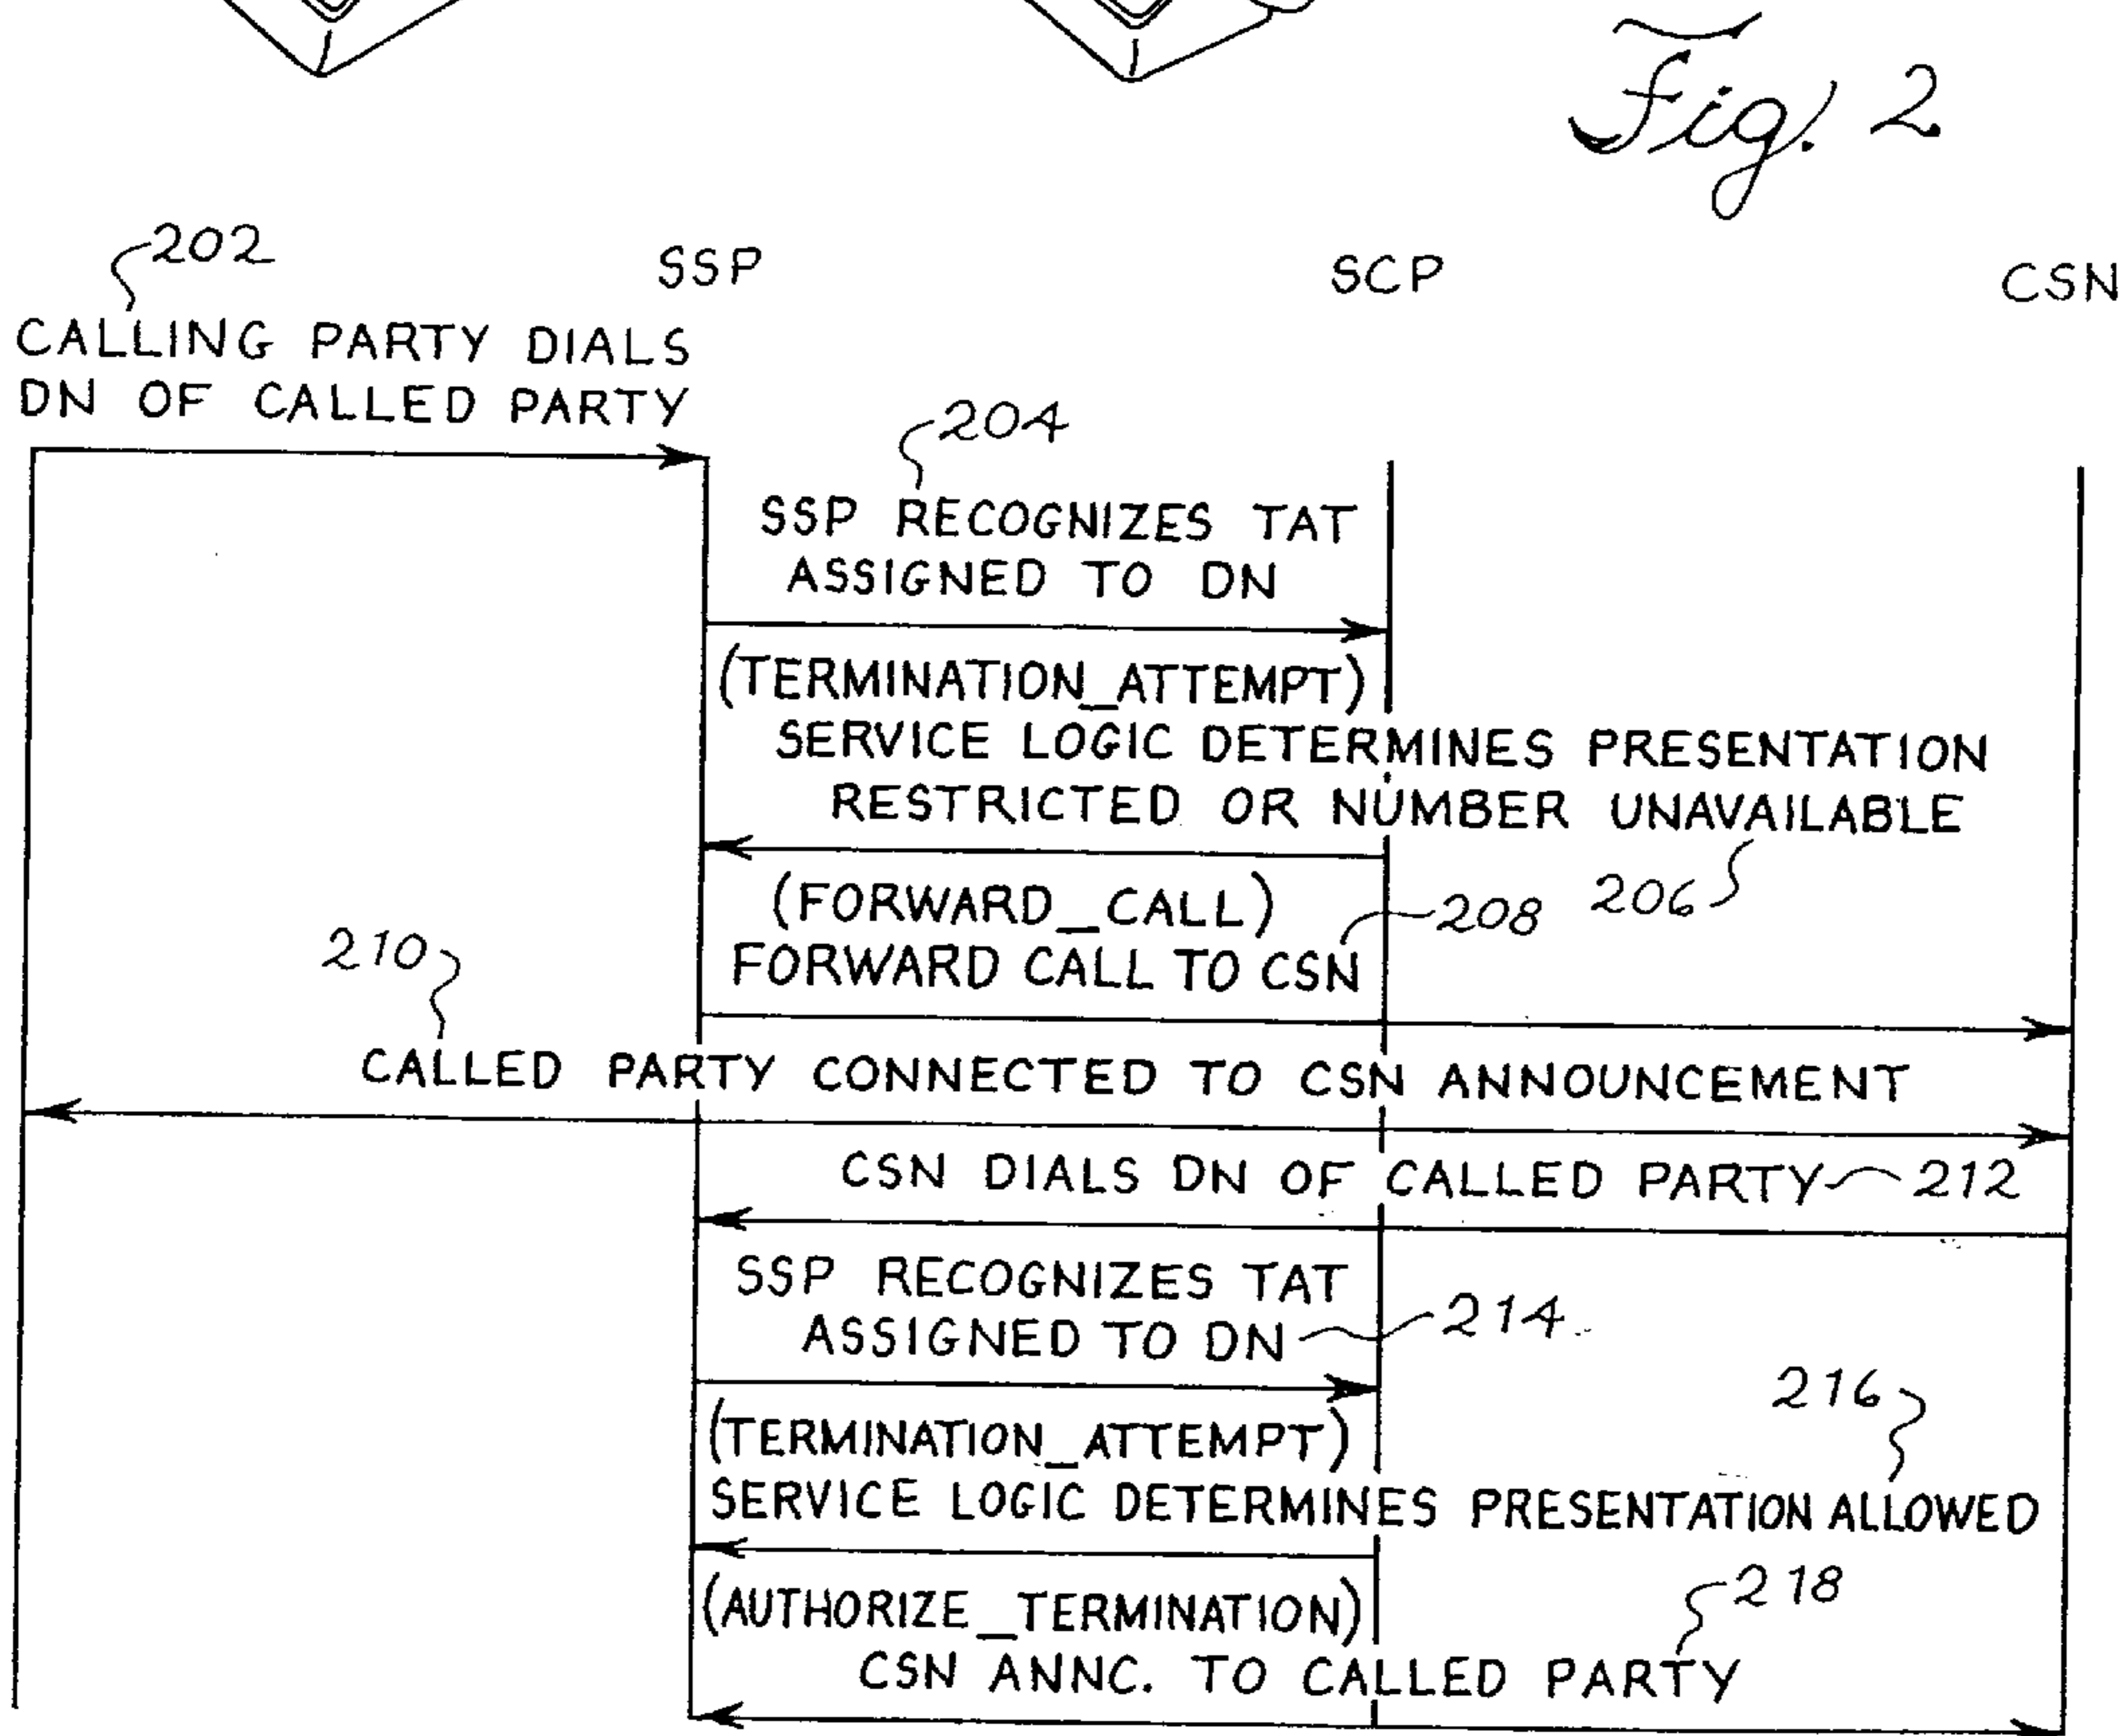 Fig. 2
202
SSP
SCP
CSN
CALLING PARTY DIALS
DN OF CALLED PARTY
204
SSP RECOGNIZES TAT
ASSIGNED TO DN
(TERMINATION_ATTEMPT)
SERVICE LOGIC DETERMINES PRESENTATION
RESTRICTED OR NUMBER UNAVAILABLE
206
(FORWARD_CALL)
208
FORWARD CALL TO CSN
210
CALLED PARTY CONNECTED TO CSN ANNOUNCEMENT
CSN DIALS DN OF CALLED PARTY 212
SSP RECOGNIZES TAT
ASSIGNED TO DN 214
216
(TERMINATION_ATTEMPT)
SERVICE LOGIC DETERMINES PRESENTATION ALLOWED
(AUTHORIZE_TERMINATION)
218
CSN ANNC. TO CALLED PARTY